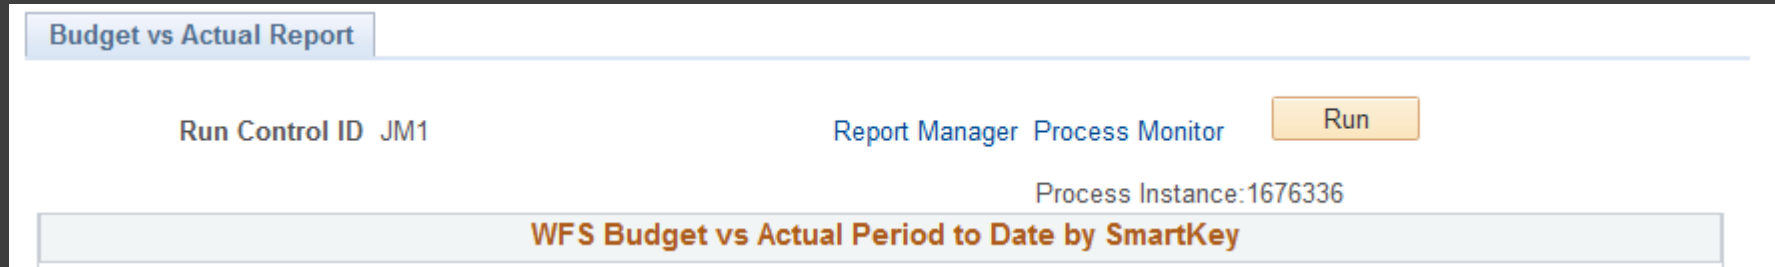 Budget vs Actual Report
Run Control ID JM1 Report Manager Process Monitor Run
Process Instance:1676336
WFS Budget vs Actual Period to Date by SmartKey